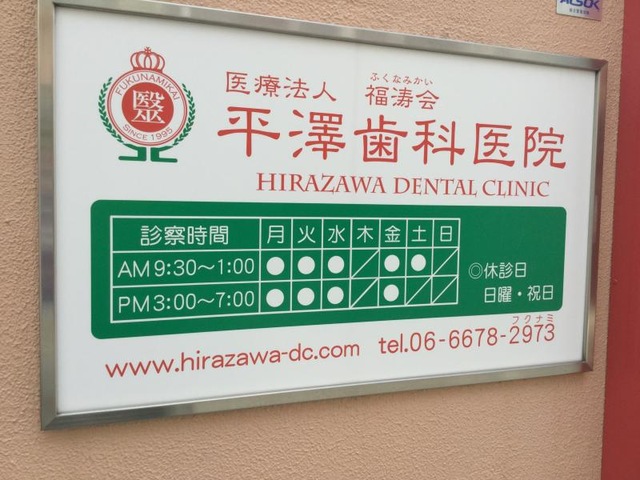 ALSOK
FUKUNAMIKAI
醫
SINCE 1995
医療法人 福涛会
ふくなみかい
平澤歯科医院
HIRAZAWA DENTAL CLINIC
診察時間 月 火 水 木 金 土 日
AM 9:30～1:00 ● ● ● ／ ● ● ／
PM 3:00～7:00 ● ● ● ／ ● ／ ／
◎休診日
日曜・祝日
フクナミ
www.hirazawa-dc.com tel.06-6678-2973